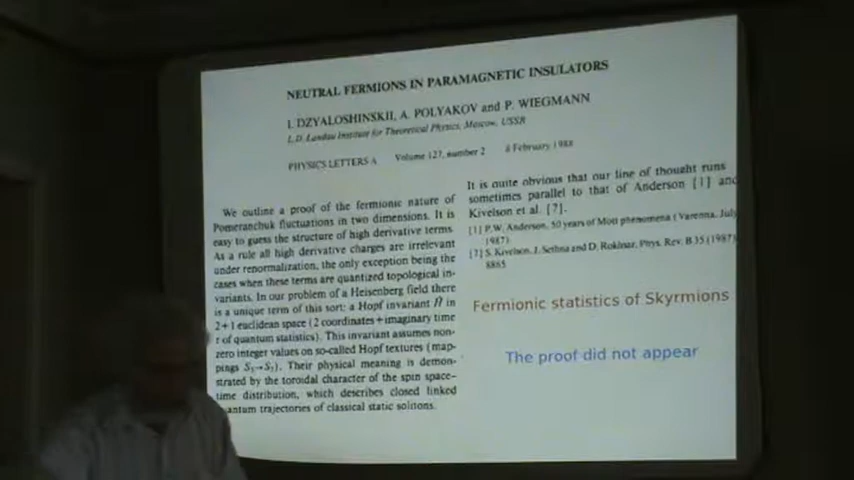 NEUTRAL FERMIONS IN PARAMAGNETIC INSULATORS
I. DZYALOSHINSKII, A. POLYAKOV and P. WIEGMANN
L.D. Landau Institute for Theoretical Physics, Moscow, USSR
PHYSICS LETTERS A Volume 127, number 2 8 February 1988
We outline a proof of the fermionic nature of
Pomeranchuk fluctuations in two dimensions. It is
easy to guess the structure of high derivative terms.
As a rule all high derivative charges are irrelevant
under renormalization, the only exception being the
cases when these terms are quantized topological in-
variants. In our problem of a Heisenberg field there
is a unique term of this sort: a Hopf invariant Ĥ in
2+1 euclidean space (2 coordinates+imaginary time
τ of quantum statistics). This invariant assumes non-
zero integer values on so-called Hopf textures (map-
pings S₃→S₂). Their physical meaning is demon-
strated by the toroidal character of the spin space–
time distribution, which describes closed linked
quantum trajectories of classical static solitons.
It is quite obvious that our line of thought runs
sometimes parallel to that of Anderson [1] and
Kivelson et al. [7].
[1] P.W. Anderson, 50 years of Mott phenomena (Varenna, July
1987)
[7] S. Kivelson, J. Sethna and D. Rokhsar, Phys. Rev. B 35 (1987)
8865
Fermionic statistics of Skyrmions
The proof did not appear